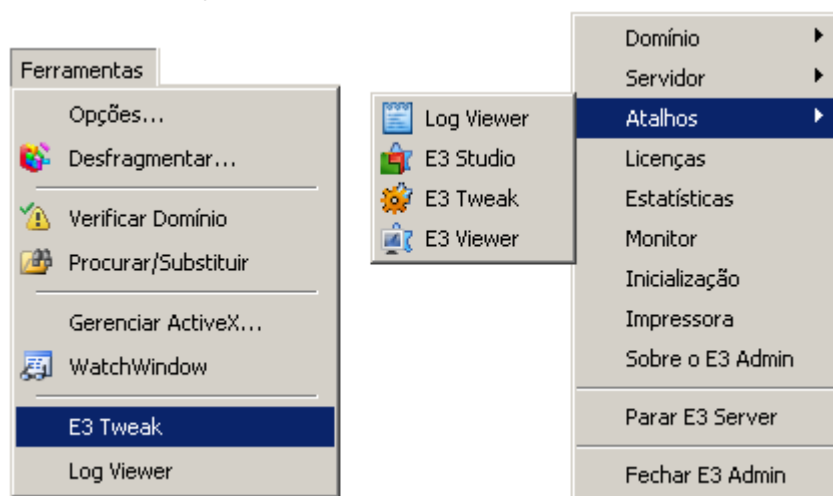 Ferramentas
Opções...
Desfragmentar...
Verificar Domínio
Procurar/Substituir
Gerenciar ActiveX...
WatchWindow
E3 Tweak
Log Viewer
Log Viewer
E3 Studio
E3 Tweak
E3 Viewer
Domínio
Servidor
Atalhos
Licenças
Estatísticas
Monitor
Inicialização
Impressora
Sobre o E3 Admin
Parar E3 Server
Fechar E3 Admin